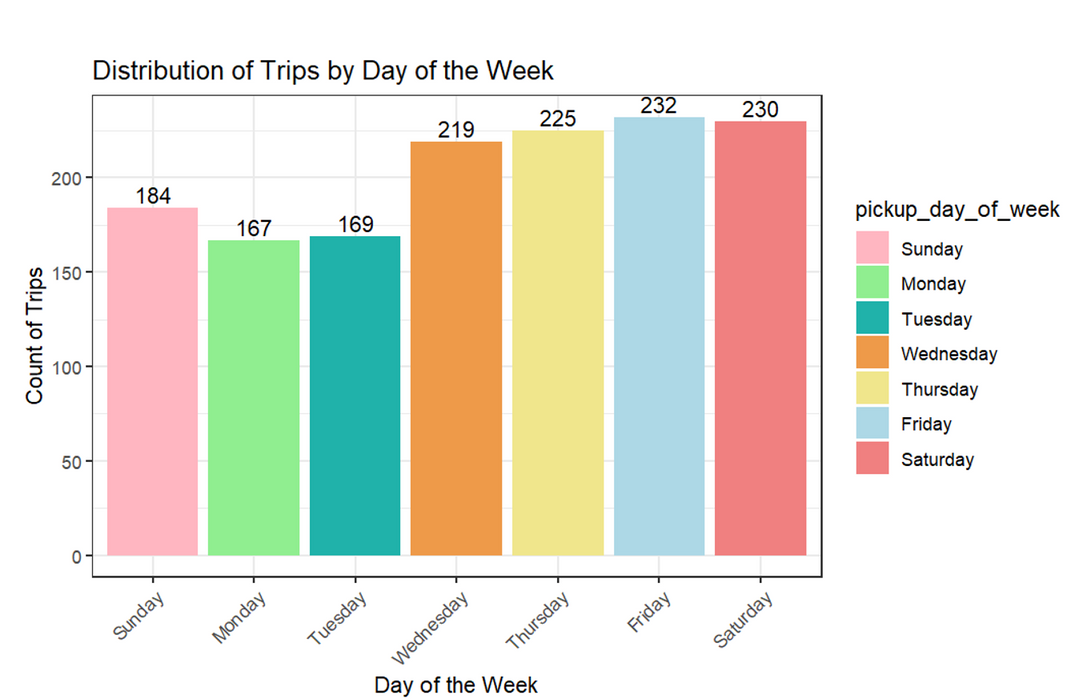 Distribution of Trips by Day of the Week
232
230
225
219
184
169
167
200
150
100
50
0
Count of Trips
Sunday
Monday
Tuesday
Wednesday
Thursday
Friday
Saturday
Day of the Week
pickup_day_of_week
Sunday
Monday
Tuesday
Wednesday
Thursday
Friday
Saturday